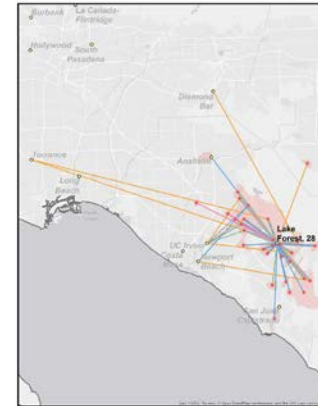 Burbank
La Cañada-
Flintridge
Hollywood
South
Pasadena
Diamond
Bar
Torrance
Anaheim
Long
Beach
Lake
Forest, 28
UC Irvine
Costa
Mesa
Newport
Beach
San Juan
Capistrano